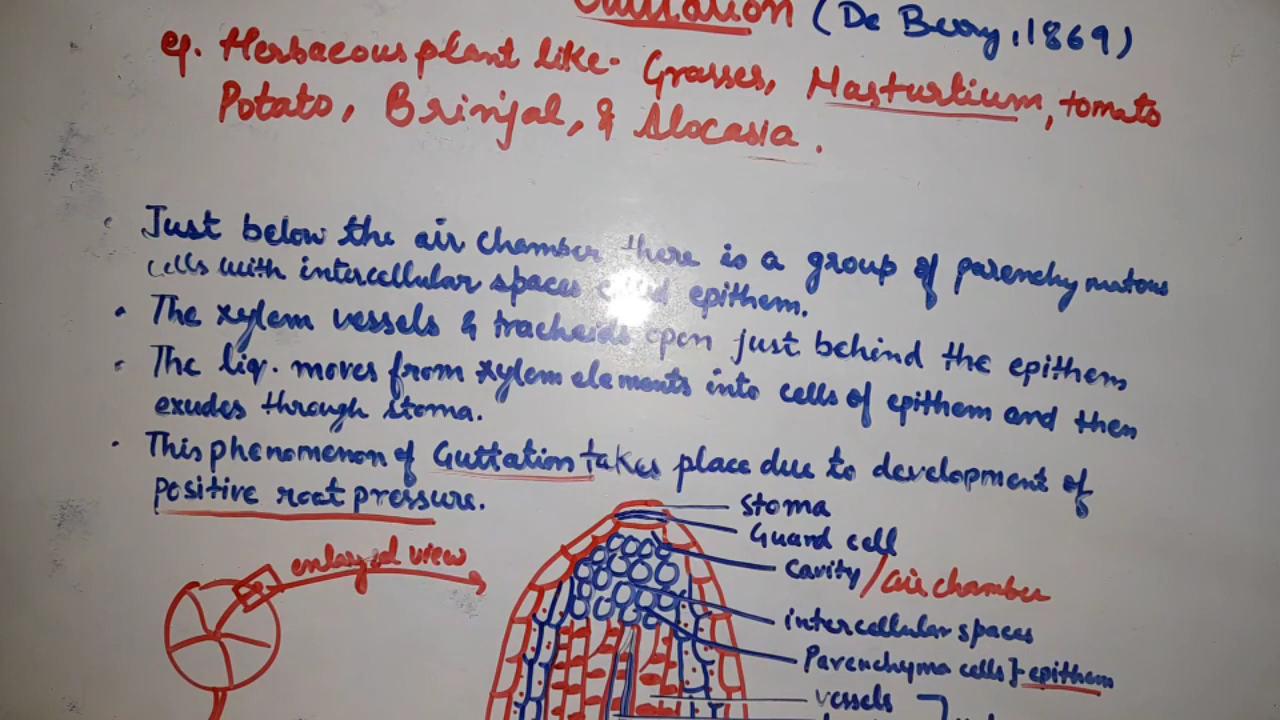 Guttation (De Beory, 1869)
eg. Herbaceous plant like- Grasses, Nasturtium, tomato
Potato, Brinjal, & Alocasia.
• Just below the air chamber there is a group of parenchymatous
cells with intercellular spaces called epithem.
• The xylem vessels & tracheids open just behind the epithem
• The liq. moves from xylem elements into cells of epithem and then
exudes through stoma.
• This phenomenon of Guttation takes place due to development of
positive root pressure.
stoma
Guard cell
enlarged view
Cavity/air chamber
intercellular spaces
Parenchyma cells} epithem
vessels